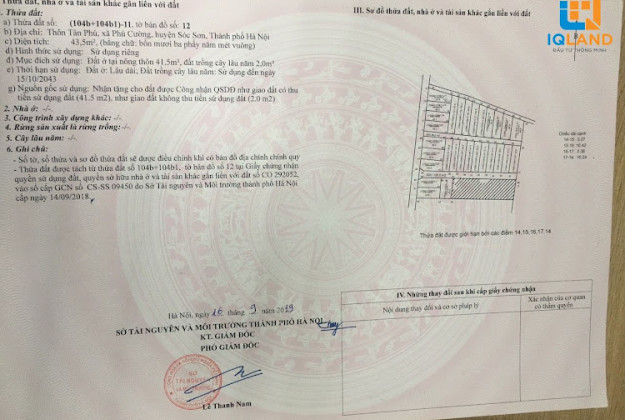 1. Thửa đất, nhà ở và tài sản khác gắn liền với đất
I. Thửa đất:
a) Thửa đất số: (104b+104b1)-11, tờ bản đồ số: 12
b) Địa chỉ: Thôn Tân Phú, xã Phú Cường, huyện Sóc Sơn, Thành phố Hà Nội
c) Diện tích: 43,5m², (bằng chữ: bốn mươi ba phẩy năm mét vuông)
d) Hình thức sử dụng: Sử dụng riêng
đ) Mục đích sử dụng: Đất ở tại nông thôn 41,5m², đất trồng cây lâu năm 2,0m²
e) Thời hạn sử dụng: Đất ở: Lâu dài; Đất trồng cây lâu năm: Sử dụng đến ngày
15/10/2043
g) Nguồn gốc sử dụng: Nhận tặng cho đất được Công nhận QSDĐ như giao đất có thu
tiền sử dụng đất (41.5 m2), như giao đất không thu tiền sử dụng đất (2.0 m2)
2. Nhà ở: -/-
3. Công trình xây dựng khác: -/-
4. Rừng sản xuất là rừng trồng: -/-
5. Cây lâu năm: -/-
6. Ghi chú:
- Số tờ, số thửa và sơ đồ thửa đất sẽ được điều chỉnh khi có bản đồ địa chính chính quy
- Thửa đất được tách từ thửa đất số 104b+104b1, tờ bản đồ số 12 tại Giấy chứng nhận
quyền sử dụng đất, quyền sở hữu nhà ở và tài sản khác gắn liền với đất số CO 292052,
vào sổ cấp GCN số CS-SS 09450 do Sở Tài nguyên và Môi trường thành phố Hà Nội
cấp ngày 14/09/2018
Hà Nội, ngày 16 tháng 9 năm 2019
SỞ TÀI NGUYÊN VÀ MÔI TRƯỜNG THÀNH PHỐ HÀ NỘI
KT. GIÁM ĐỐC
PHÓ GIÁM ĐỐC
Lê Thanh Nam
III. Sơ đồ thửa đất, nhà ở và tài sản khác gắn liền với đất
IQLAND
ĐẦU TƯ THÔNG MINH
Chiều dài cạnh
Thửa đất được giới hạn bởi các điểm 14,15,16,17,14
IV. Những thay đổi sau khi cấp giấy chứng nhận
Nội dung thay đổi và cơ sở pháp lý
Xác nhận của cơ quan
có thẩm quyền